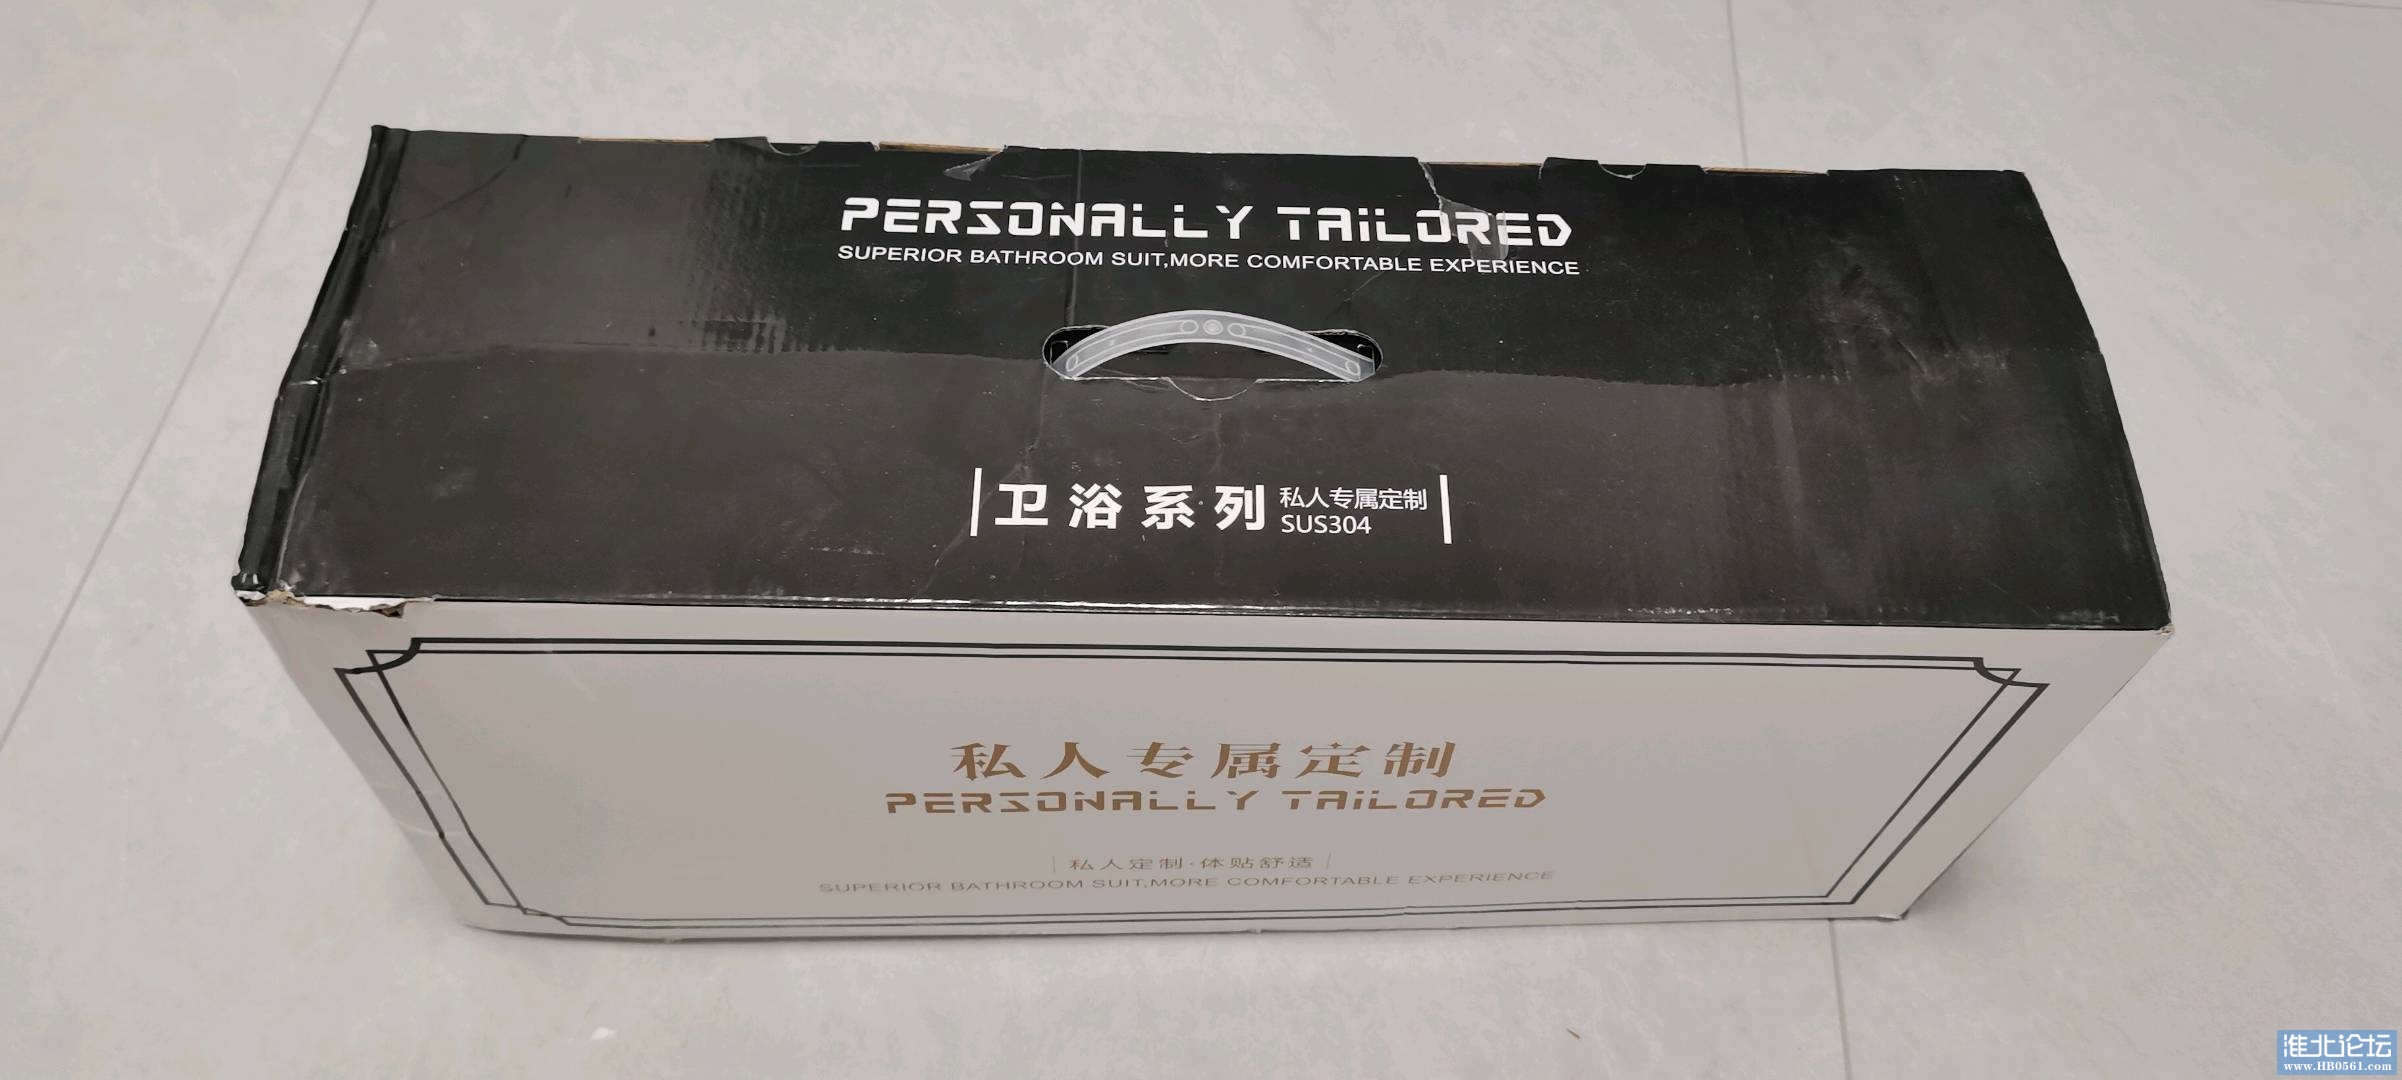 PERSONALLY TAILORED
SUPERIOR BATHROOM SUIT,MORE COMFORTABLE EXPERIENCE
卫浴系列 私人专属定制
SUS304
私人专属定制
PERSONALLY TAILORED
私人定制·体贴舒适
SUPERIOR BATHROOM SUIT,MORE COMFORTABLE EXPERIENCE
淮北论坛
www.HB0561.com